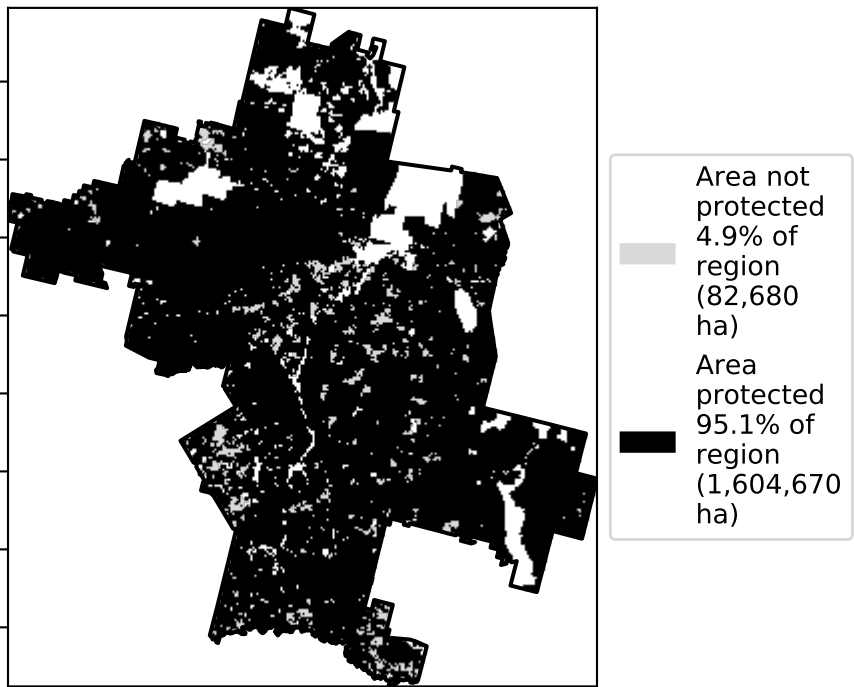 Area not
protected
4.9% of
region
(82,680
ha)
Area
protected
95.1% of
region
(1,604,670
ha)